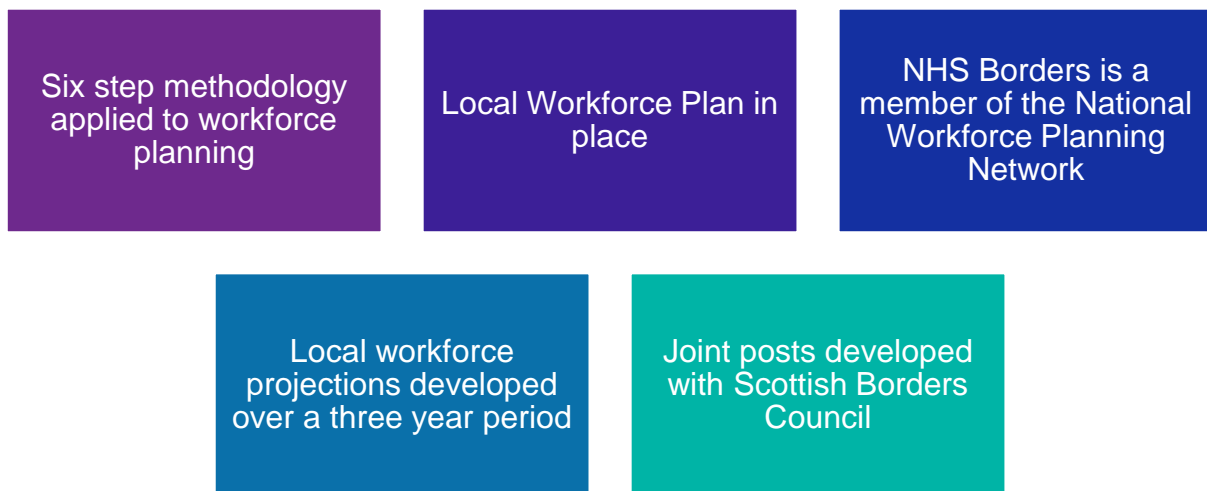 Six step methodology
applied to workforce
planning
Local Workforce Plan in
place
NHS Borders is a
member of the National
Workforce Planning
Network
Local workforce
projections developed
over a three year period
Joint posts developed
with Scottish Borders
Council